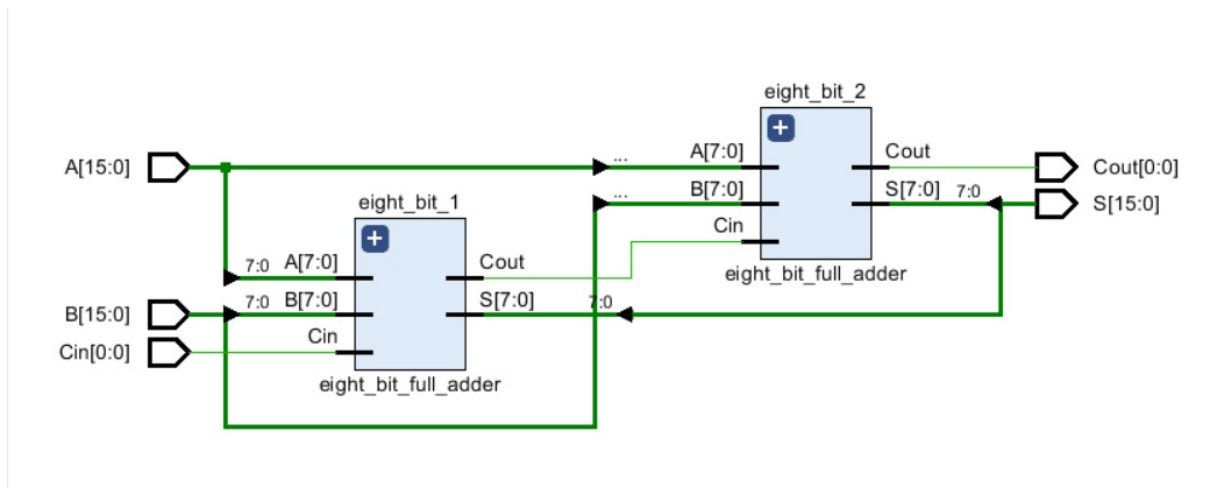 eight_bit_2
A[15:0]
...
A[7:0]
Cout
Cout[0:0]
...
B[7:0]
S[7:0]
7:0
S[15:0]
eight_bit_1
Cin
7:0
A[7:0]
Cout
eight_bit_full_adder
B[15:0]
7:0
B[7:0]
S[7:0]
7:0
Cin
Cin[0:0]
eight_bit_full_adder